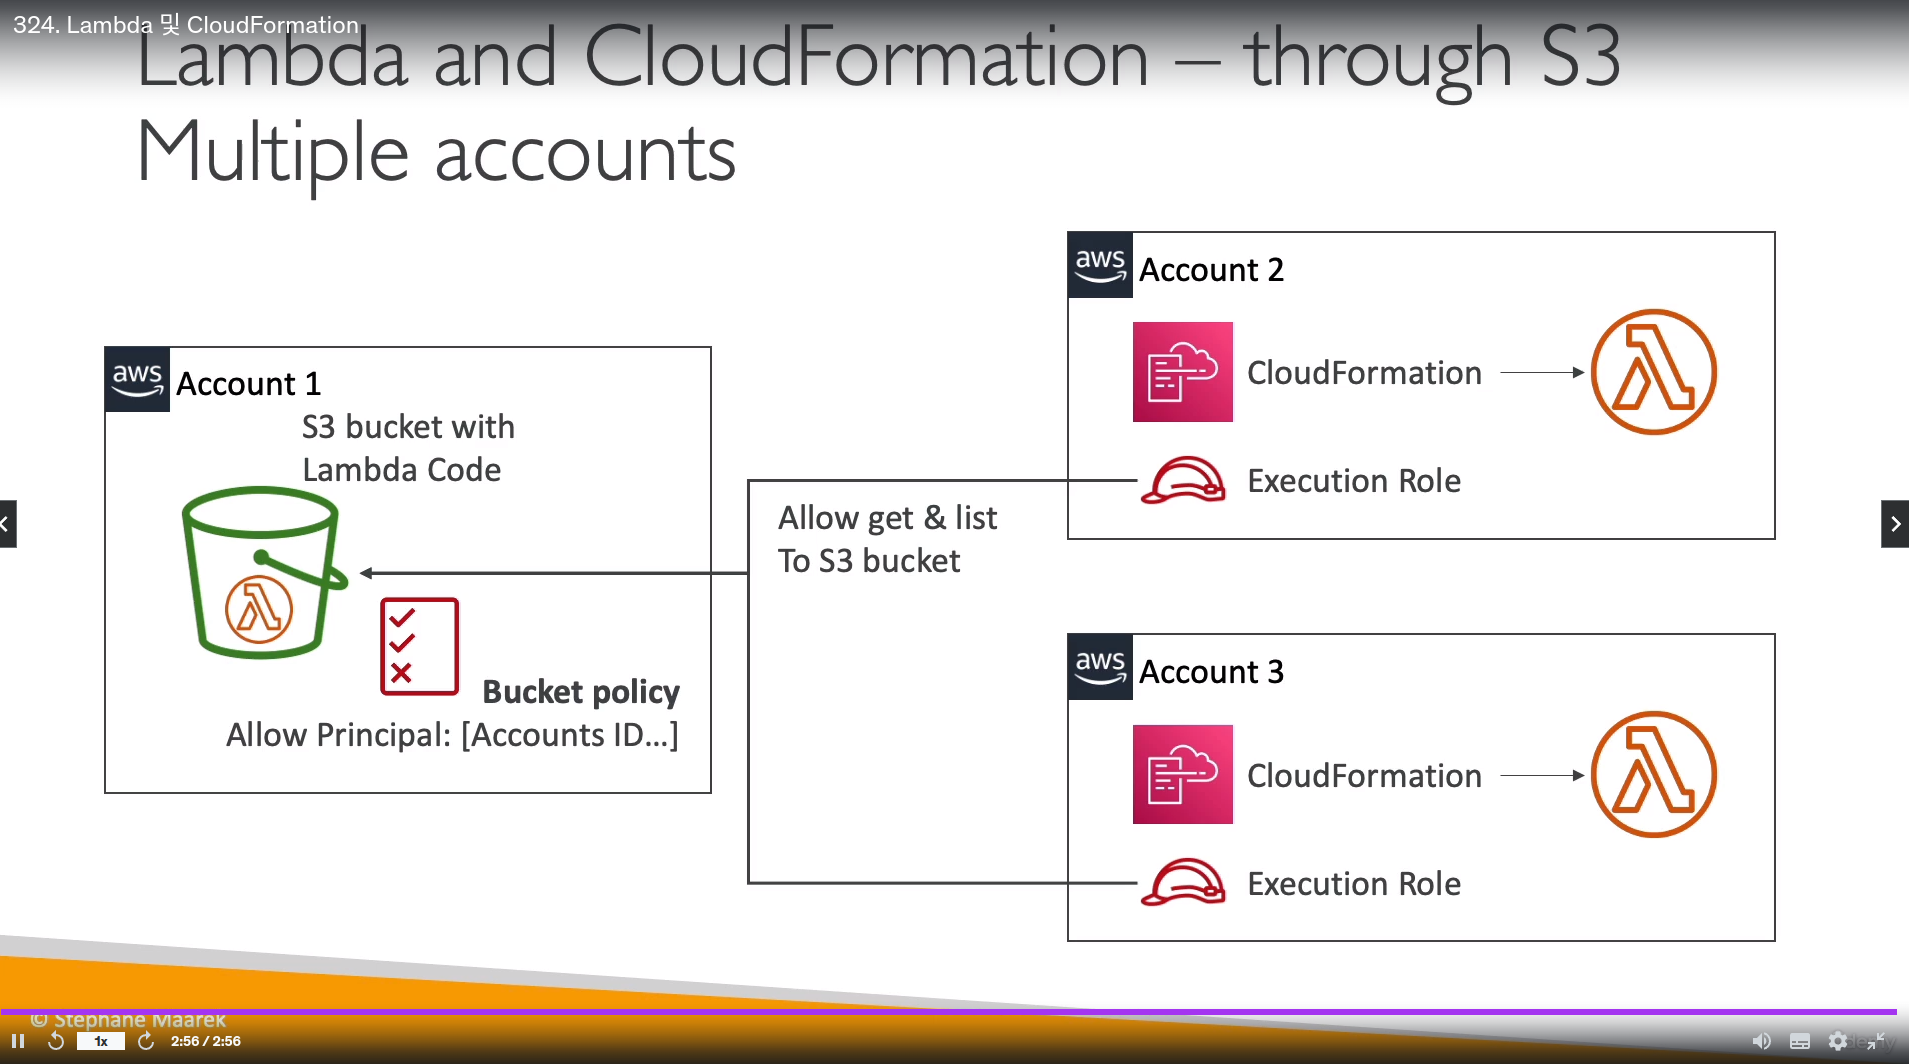 324. Lambda 및 CloudFormation
Lambda and CloudFormation – through S3
Multiple accounts
aws Account 1
S3 bucket with
Lambda Code
Bucket policy
Allow Principal: [Accounts ID...]
Allow get & list
To S3 bucket
aws Account 2
CloudFormation
Execution Role
aws Account 3
CloudFormation
Execution Role
© Stephane Maarek
1x
2:56 / 2:56